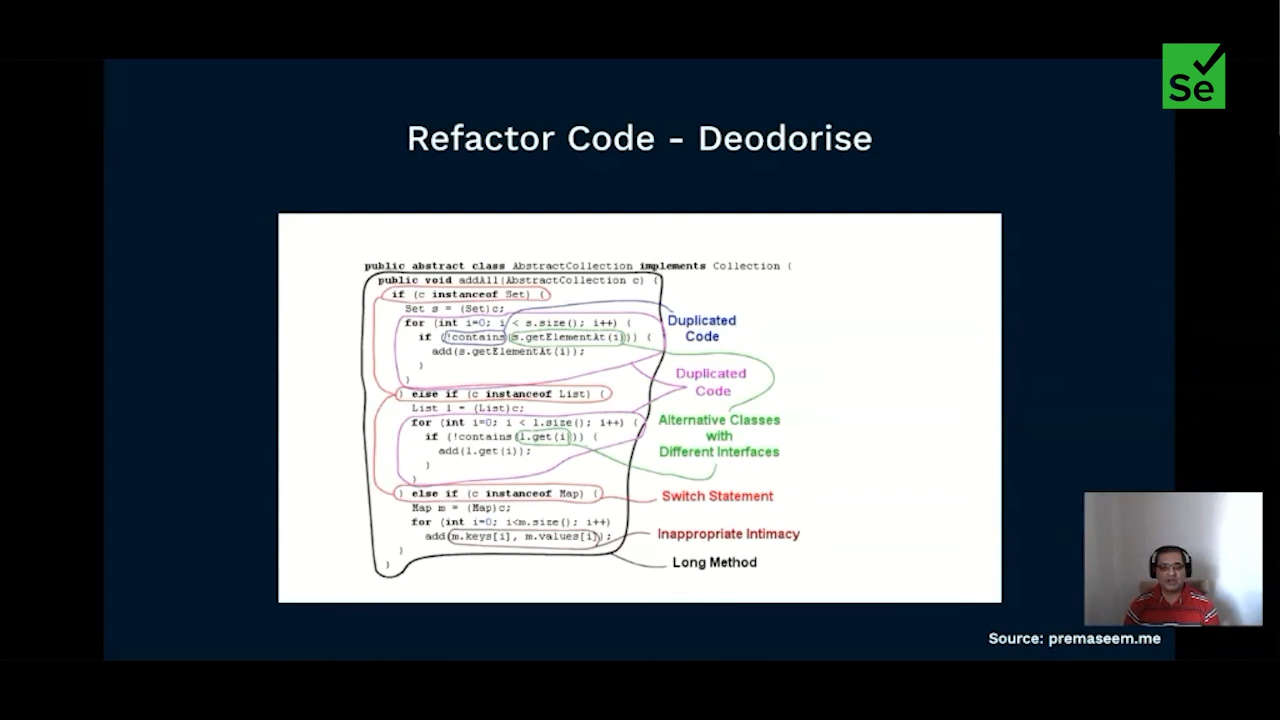 Se
Refactor Code - Deodorise
public abstract class AbstractCollection implements Collection {
public void addAll(AbstractCollection c) {
if (c instanceof Set) {
Set s = (Set)c;
for (int i=0; i < s.size(); i++) {
if (!contains(s.getElementAt(i))) {
add(s.getElementAt(i));
}
}
} else if (c instanceof List) {
List l = (List)c;
for (int i=0; i < l.size(); i++) {
if (!contains(l.get(i))) {
add(l.get(i));
}
}
} else if (c instanceof Map) {
Map m = (Map)c;
for (int i=0; i<m.size(); i++)
add(m.keys[i], m.values[i]);
}
}
Duplicated
Code
Duplicated
Code
Alternative Classes
with
Different Interfaces
Switch Statement
Inappropriate Intimacy
Long Method
Source: premaseem.me